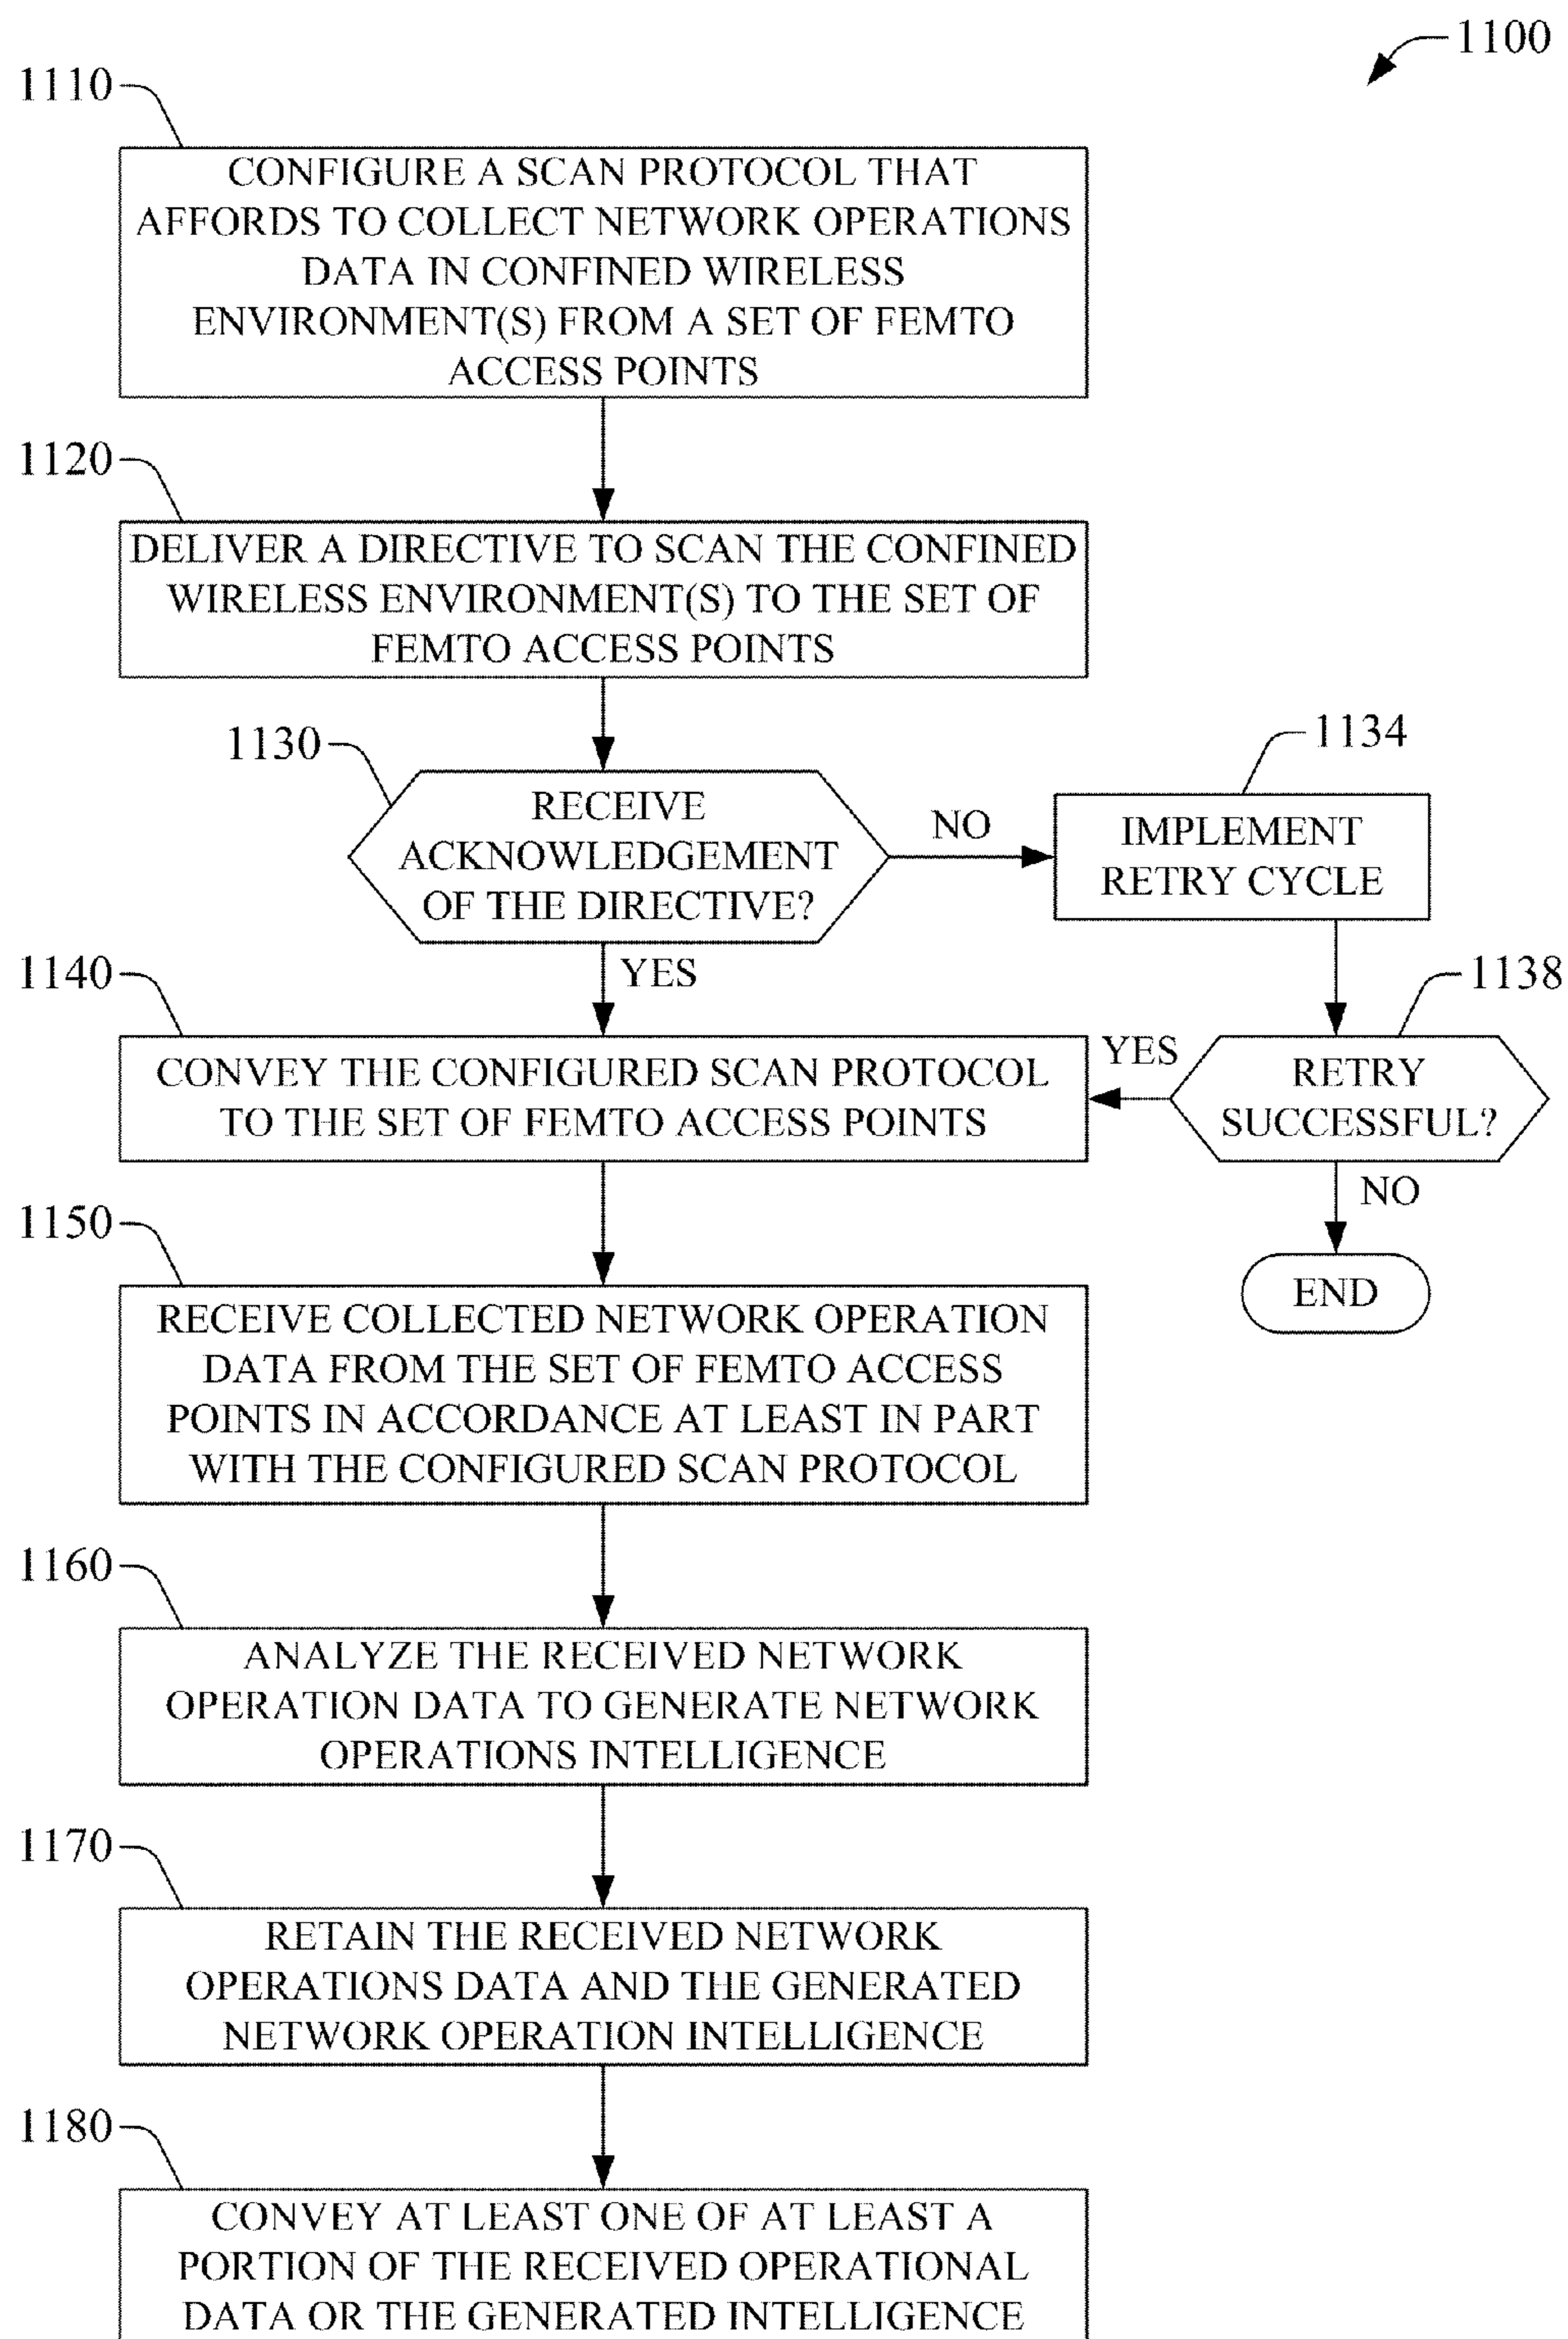 1100
1110
CONFIGURE A SCAN PROTOCOL THAT
AFFORDS TO COLLECT NETWORK OPERATIONS
DATA IN CONFINED WIRELESS
ENVIRONMENT(S) FROM A SET OF FEMTO
ACCESS POINTS
1120
DELIVER A DIRECTIVE TO SCAN THE CONFINED
WIRELESS ENVIRONMENT(S) TO THE SET OF
FEMTO ACCESS POINTS
1130
RECEIVE
ACKNOWLEDGEMENT
OF THE DIRECTIVE?
NO
1134
IMPLEMENT
RETRY CYCLE
YES
1138
RETRY
SUCCESSFUL?
YES
NO
END
1140
CONVEY THE CONFIGURED SCAN PROTOCOL
TO THE SET OF FEMTO ACCESS POINTS
1150
RECEIVE COLLECTED NETWORK OPERATION
DATA FROM THE SET OF FEMTO ACCESS
POINTS IN ACCORDANCE AT LEAST IN PART
WITH THE CONFIGURED SCAN PROTOCOL
1160
ANALYZE THE RECEIVED NETWORK
OPERATION DATA TO GENERATE NETWORK
OPERATIONS INTELLIGENCE
1170
RETAIN THE RECEIVED NETWORK
OPERATIONS DATA AND THE GENERATED
NETWORK OPERATION INTELLIGENCE
1180
CONVEY AT LEAST ONE OF AT LEAST A
PORTION OF THE RECEIVED OPERATIONAL
DATA OR THE GENERATED INTELLIGENCE